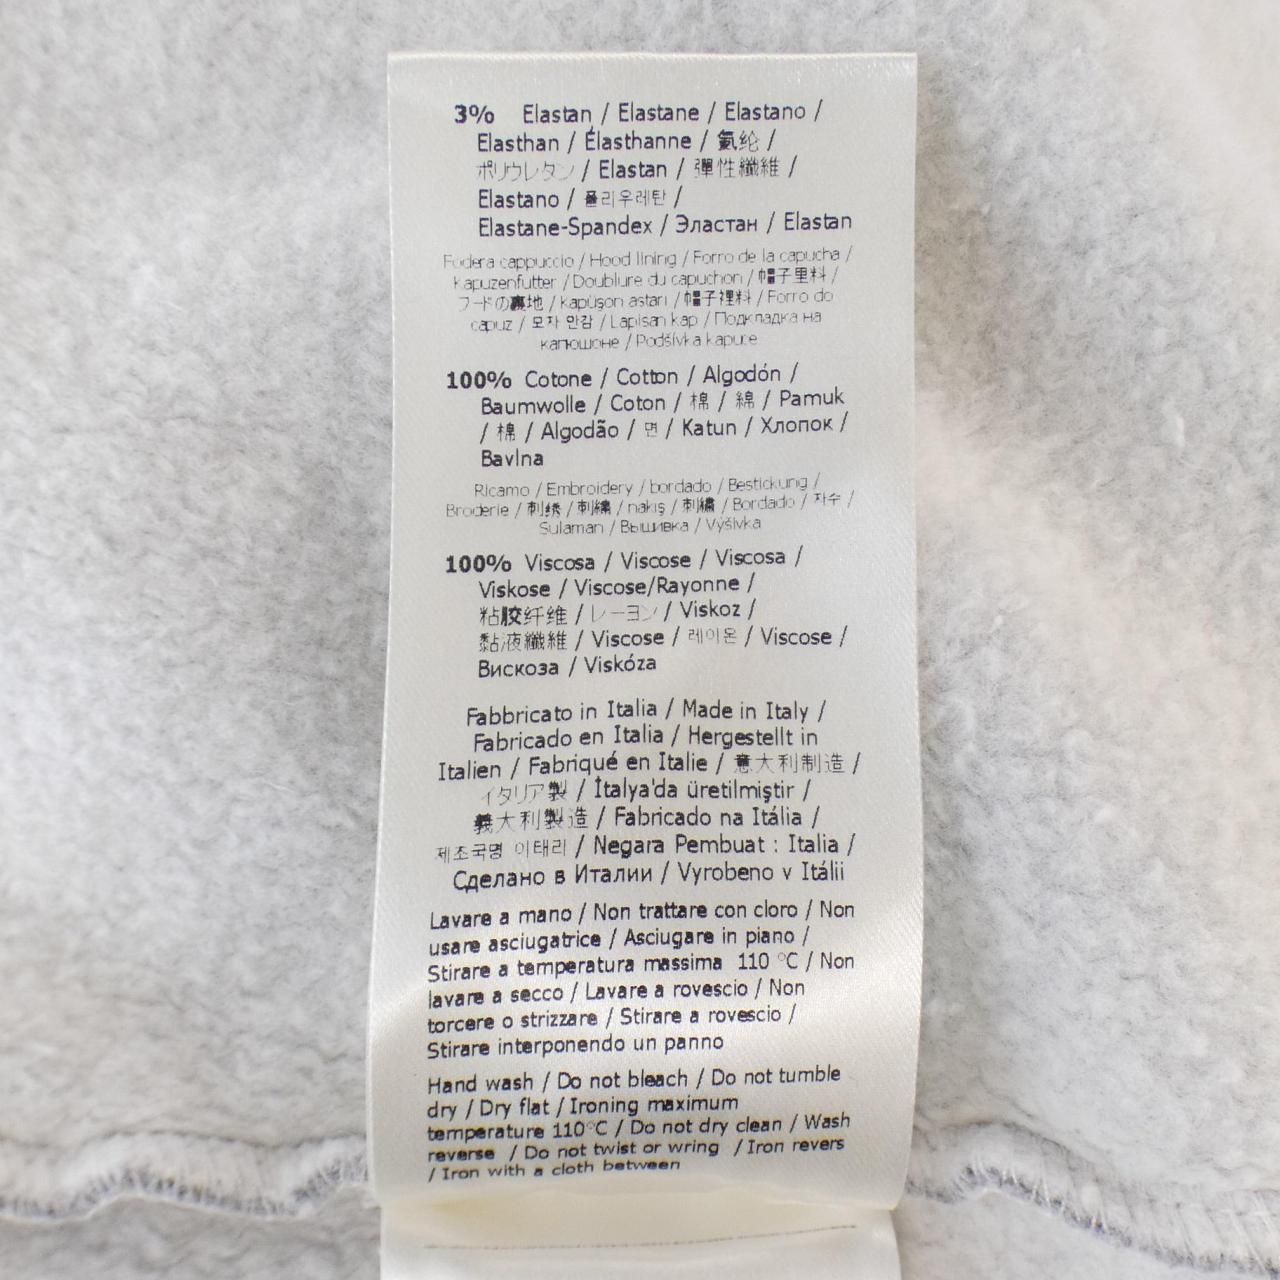 3% Elastan / Elastane / Elastano /
Elasthan / Élasthanne / 氨纶 /
ポリウレタン / Elastan / 彈性纖維 /
Elastano / 폴리우레탄 /
Elastane-Spandex / Эластан / Elastan
Fodera cappuccio / Hood lining / Forro de la capucha /
Kapuzenfutter / Doublure du capuchon / 帽子里料 /
フードの裏地 / kapüşon astarı / 帽子裡料 / Forro do
capuz / 모자 안감 / Lapisan kap / Подкладка на
капюшоне / Podšívka kapuce
100% Cotone / Cotton / Algodón /
Baumwolle / Coton / 棉 / 綿 / Pamuk
/ 棉 / Algodão / 면 / Katun / Хлопок /
Bavlna
Ricamo / Embroidery / bordado / Bestickung /
Broderie / 刺绣 / 刺繍 / nakış / 刺繡 / Bordado / 자수 /
Sulaman / Вышивка / Výšivka
100% Viscosa / Viscose / Viscosa /
Viskose / Viscose/Rayonne /
粘胶纤维 / レーヨン / Viskoz /
黏液纖維 / Viscose / 레이온 / Viscose /
Вискоза / Viskóza
Fabbricato in Italia / Made in Italy /
Fabricado en Italia / Hergestellt in
Italien / Fabriqué en Italie / 意大利制造 /
イタリア製 / İtalya'da üretilmiştir /
義大利製造 / Fabricado na Itália /
제조국명 이태리 / Negara Pembuat : Italia /
Сделано в Италии / Vyrobeno v Itálii
Lavare a mano / Non trattare con cloro / Non
usare asciugatrice / Asciugare in piano /
Stirare a temperatura massima 110 °C / Non
lavare a secco / Lavare a rovescio / Non
torcere o strizzare / Stirare a rovescio /
Stirare interponendo un panno
Hand wash / Do not bleach / Do not tumble
dry / Dry flat / Ironing maximum
temperature 110°C / Do not dry clean / Wash
reverse / Do not twist or wring / Iron revers
/ Iron with a cloth between